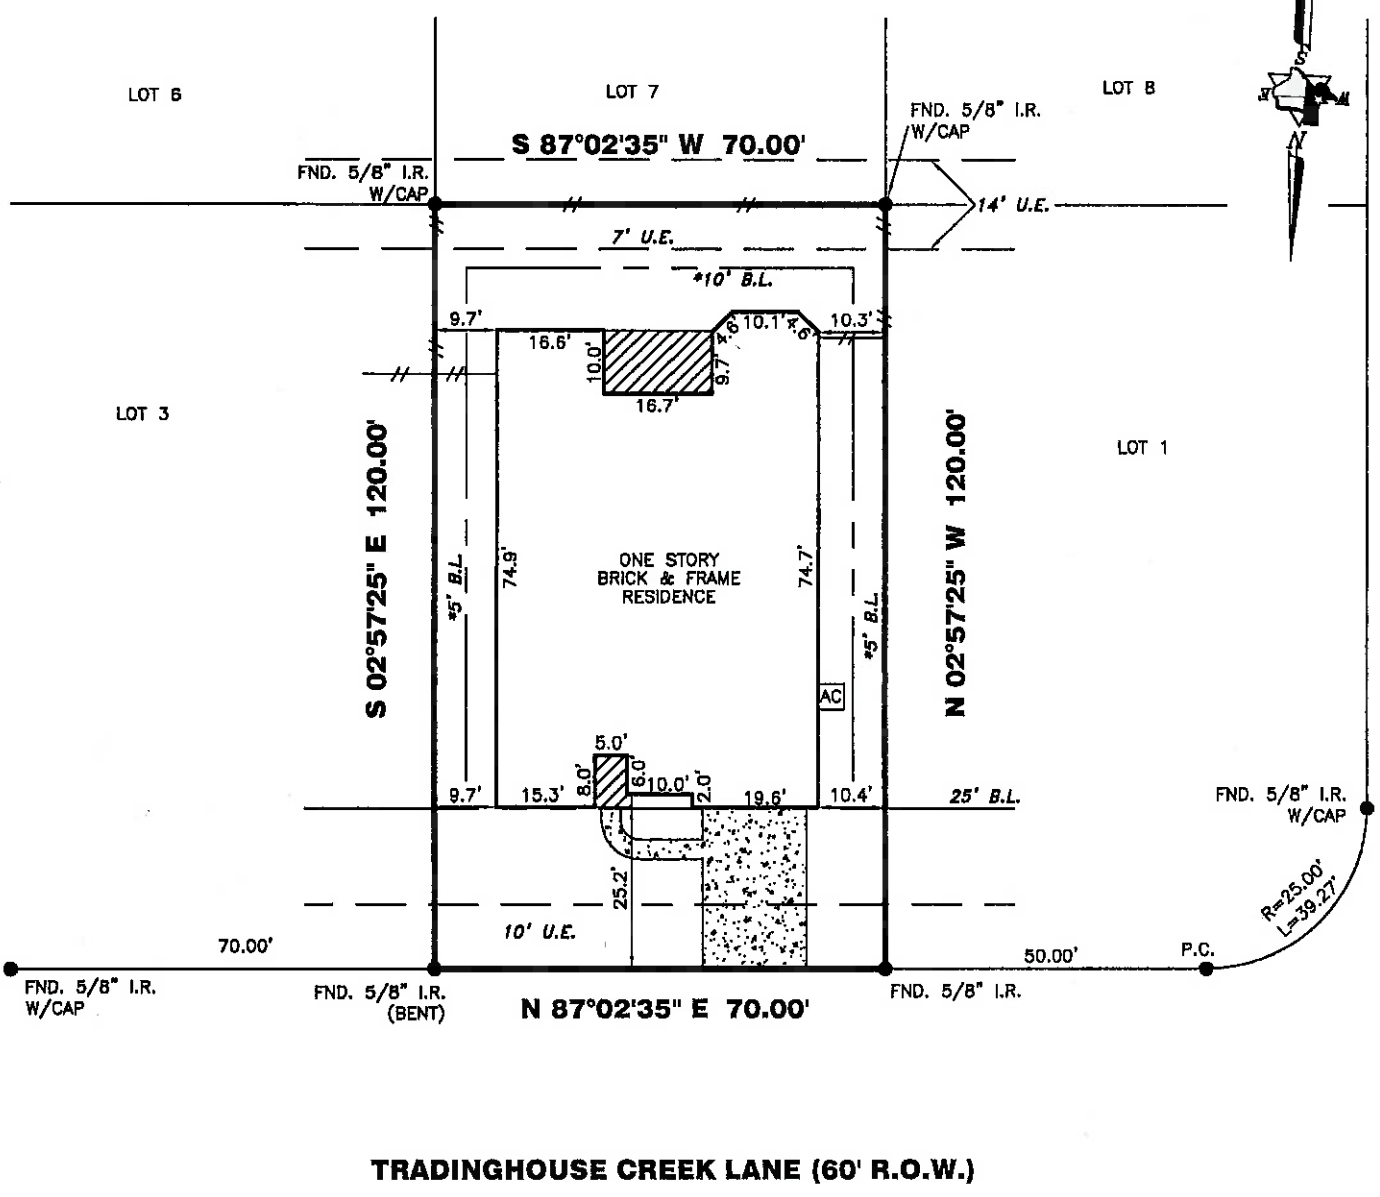 S
N
LOT 6
LOT 7
LOT 8
FND. 5/8" I.R.
W/CAP
S 87°02'35" W 70.00'
FND. 5/8" I.R.
W/CAP
14' U.E.
7' U.E.
*10' B.L.
9.7'
16.6'
10.0'
16.7'
9.7'
4.6'
10.1'
4.6'
10.3'
LOT 3
LOT 1
S 02°57'25" E 120.00'
*5' B.L.
74.9'
ONE STORY
BRICK & FRAME
RESIDENCE
74.7'
*5' B.L.
N 02°57'25" W 120.00'
AC
5.0'
8.0'
6.0'
10.0'
2.0'
9.7'
15.3'
19.6'
10.4'
25' B.L.
FND. 5/8" I.R.
W/CAP
25.2'
10' U.E.
R=25.00'
L=39.27'
70.00'
50.00'
P.C.
FND. 5/8" I.R.
W/CAP
FND. 5/8" I.R.
(BENT)
N 87°02'35" E 70.00'
FND. 5/8" I.R.
TRADINGHOUSE CREEK LANE (60' R.O.W.)